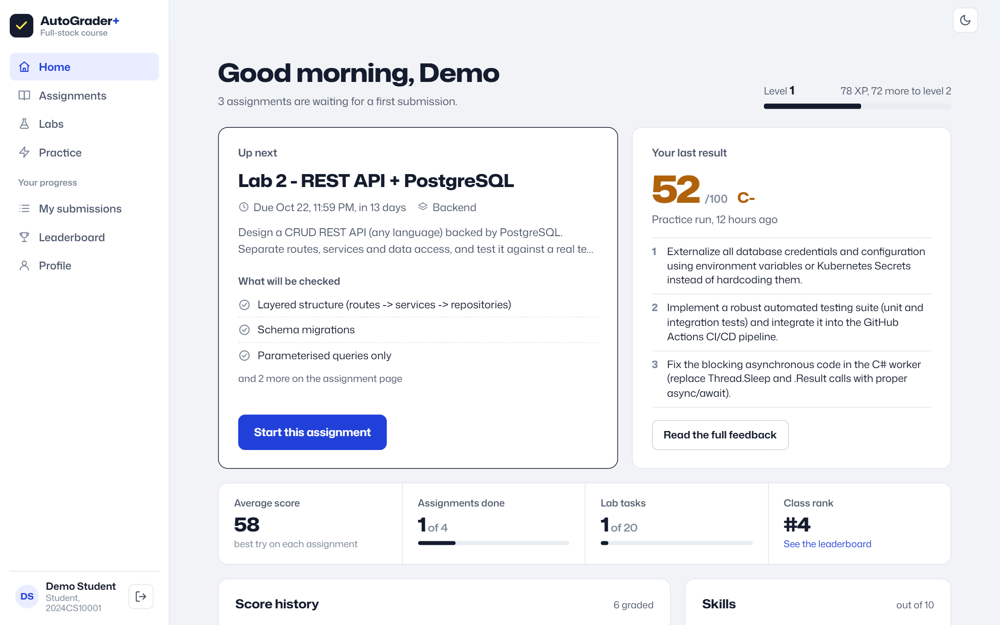 AutoGrader+
Full-stack course
Home
Assignments
Labs
Practice
Your progress
My submissions
Leaderboard
Profile
DS
Demo Student
Student,
2024CS10001
Good morning, Demo
3 assignments are waiting for a first submission.
Level 1
78 XP, 72 more to level 2
Up next
Lab 2 - REST API + PostgreSQL
Due Oct 22, 11:59 PM, in 13 days
Backend
Design a CRUD REST API (any language) backed by PostgreSQL.
Separate routes, services and data access, and test it against a real te...
What will be checked
Layered structure (routes -> services -> repositories)
Schema migrations
Parameterised queries only
and 2 more on the assignment page
Start this assignment
Your last result
52 /100 C-
Practice run, 12 hours ago
1 Externalize all database credentials and configuration
using environment variables or Kubernetes Secrets
instead of hardcoding them.
2 Implement a robust automated testing suite (unit and
integration tests) and integrate it into the GitHub
Actions CI/CD pipeline.
3 Fix the blocking asynchronous code in the C# worker
(replace Thread.Sleep and .Result calls with proper
async/await).
Read the full feedback
Average score
58
best try on each assignment
Assignments done
1 of 4
Lab tasks
1 of 20
Class rank
#4
See the leaderboard
Score history
6 graded
Skills
out of 10